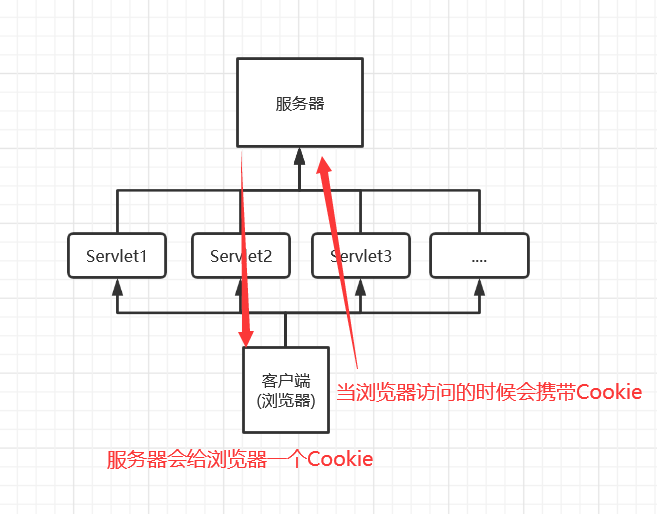 服务器
Servlet1
Servlet2
Servlet3
....
客户端
(浏览器)
当浏览器访问的时候会携带Cookie
服务器会给浏览器一个Cookie